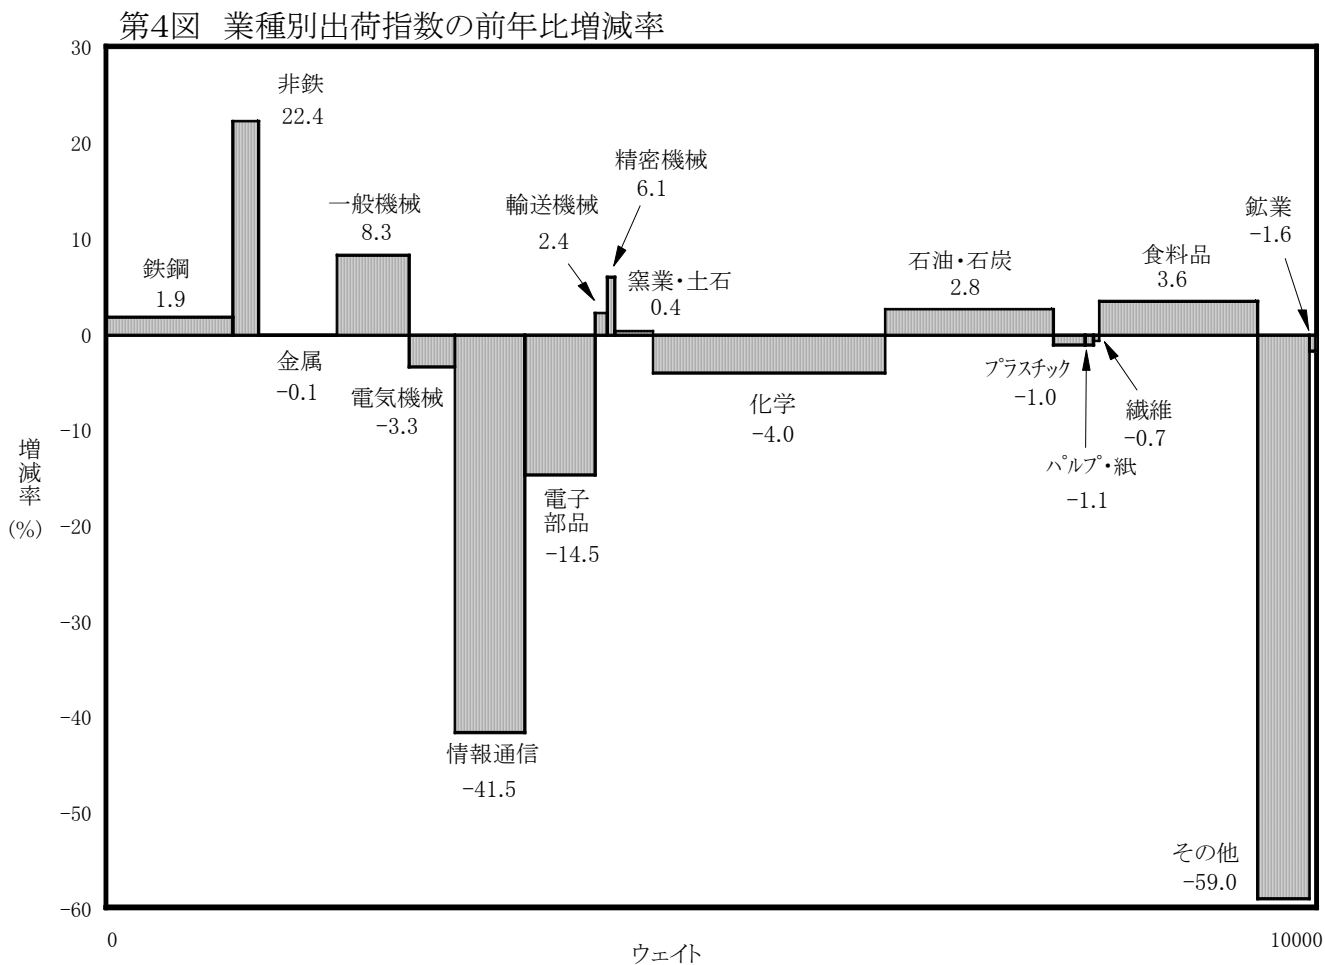 第4図 業種別出荷指数の前年比増減率
30
20
10
0
-10
-20
-30
-40
-50
-60
増減率
(%)
鉄鋼
1.9
非鉄
22.4
金属
-0.1
一般機械
8.3
電気機械
-3.3
情報通信
-41.5
電子
部品
-14.5
輸送機械
2.4
精密機械
6.1
窯業・土石
0.4
化学
-4.0
石油・石炭
2.8
プラスチック
-1.0
パルプ・紙
-1.1
繊維
-0.7
食料品
3.6
その他
-59.0
鉱業
-1.6
0
10000
ウェイト